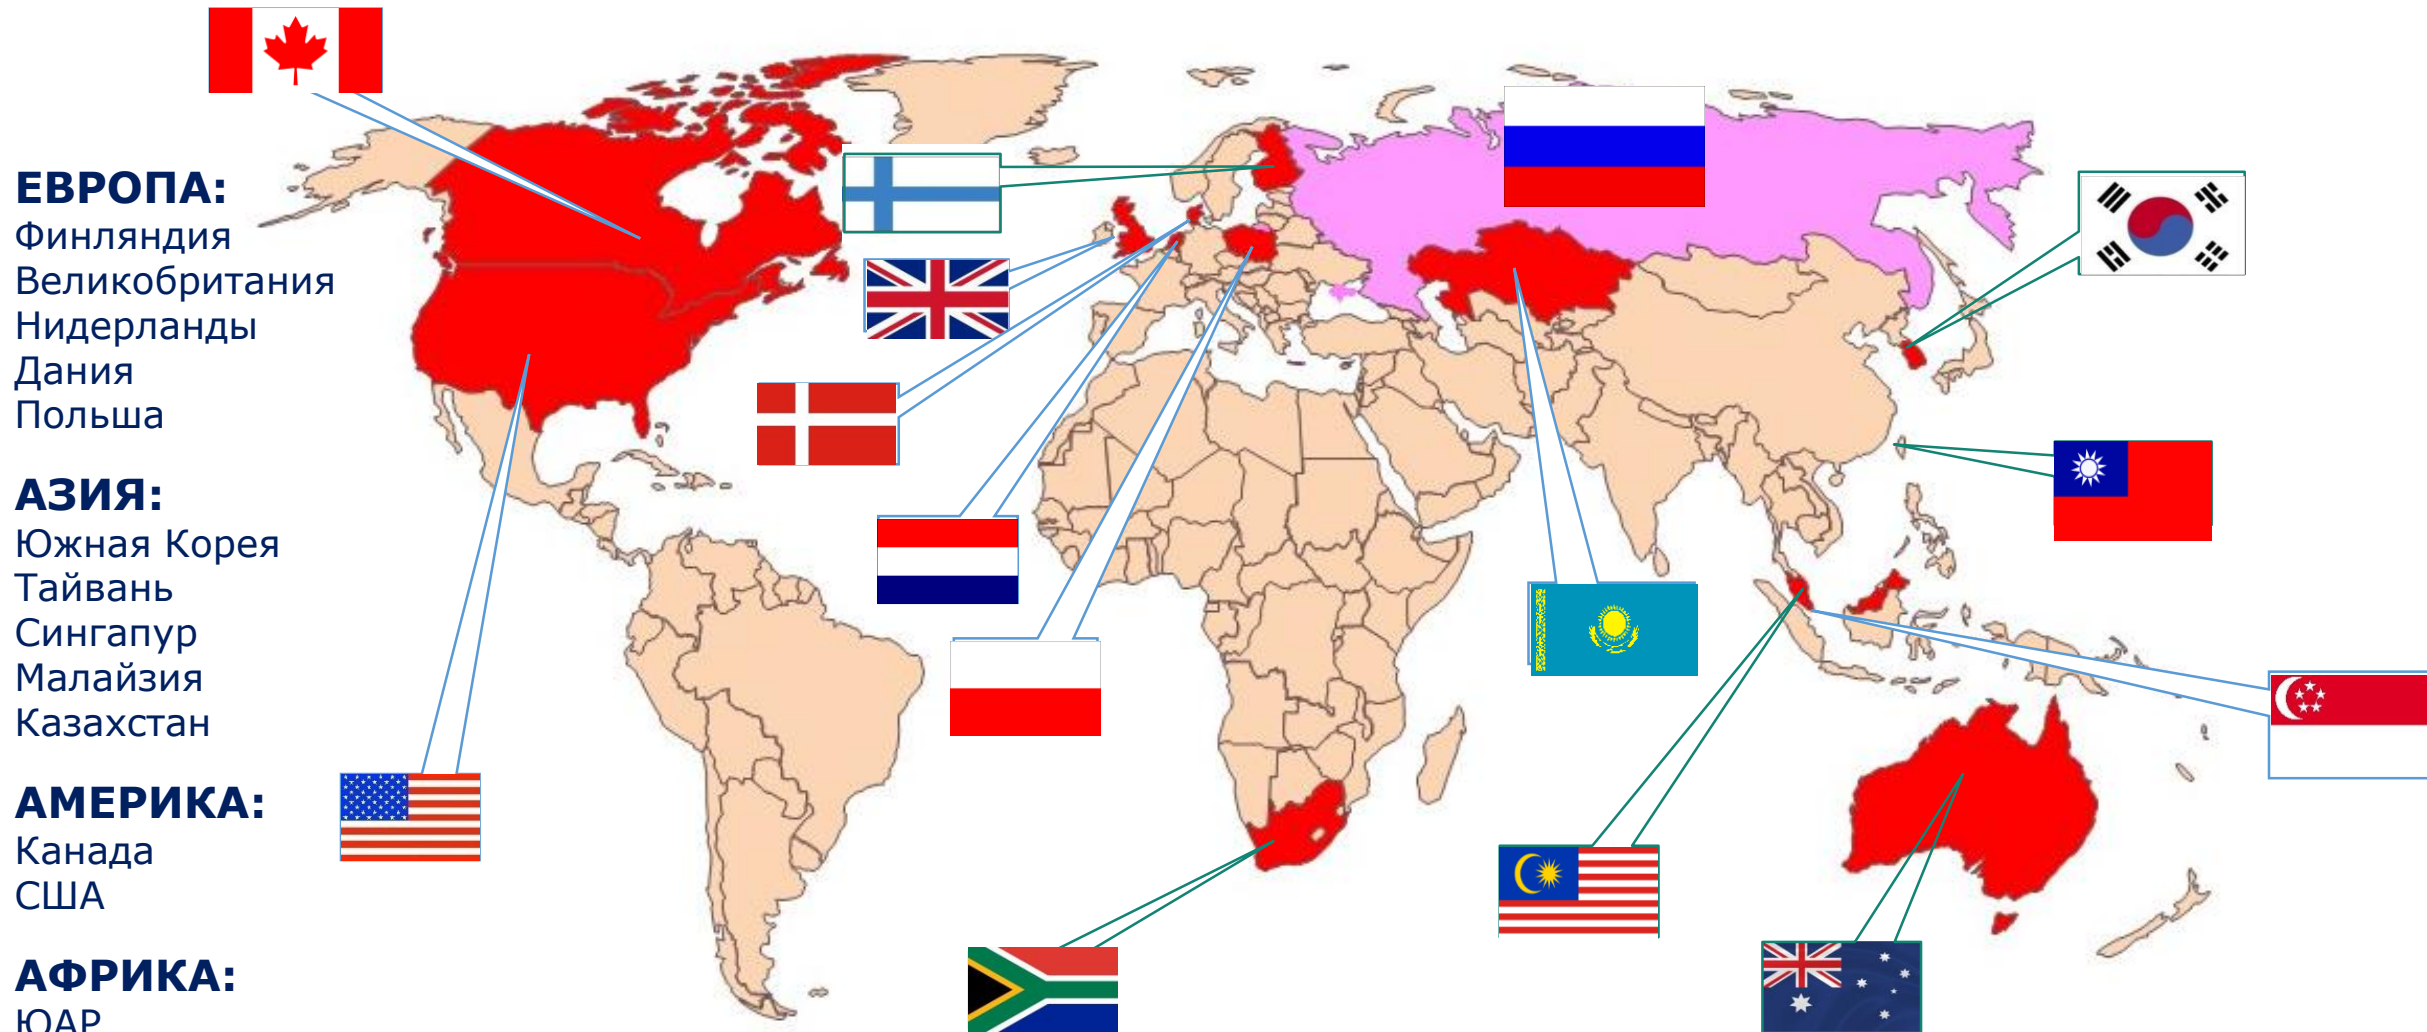 ЕВРОПА:
Финляндия
Великобритания
Нидерланды
Дания
Польша
АЗИЯ:
Южная Корея
Тайвань
Сингапур
Малайзия
Казахстан
АМЕРИКА:
Канада
США
АФРИКА:
ЮАР